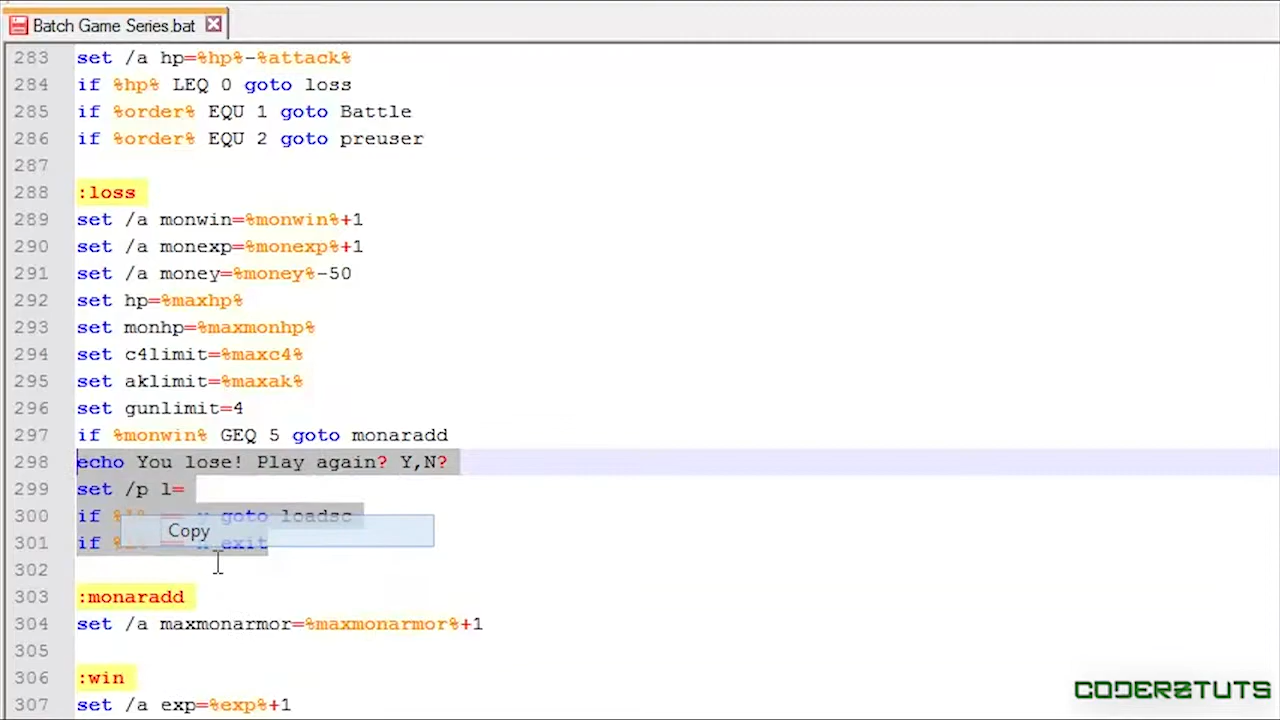 Batch Game Series.bat
283 set /a hp=%hp%-%attack%
284 if %hp% LEQ 0 goto loss
285 if %order% EQU 1 goto Battle
286 if %order% EQU 2 goto preuser
287
288 :loss
289 set /a monwin=%monwin%+1
290 set /a monexp=%monexp%+1
291 set /a money=%money%-50
292 set hp=%maxhp%
293 set monhp=%maxmonhp%
294 set c4limit=%maxc4%
295 set aklimit=%maxak%
296 set gunlimit=4
297 if %monwin% GEQ 5 goto monaradd
298 echo You lose! Play again? Y,N?
299 set /p l=
300 if goto
Copy
301 if exit
302
303 :monaradd
304 set /a maxmonarmor=%maxmonarmor%+1
305
306 :win
307 set /a exp=%exp%+1
CODERZTUTS